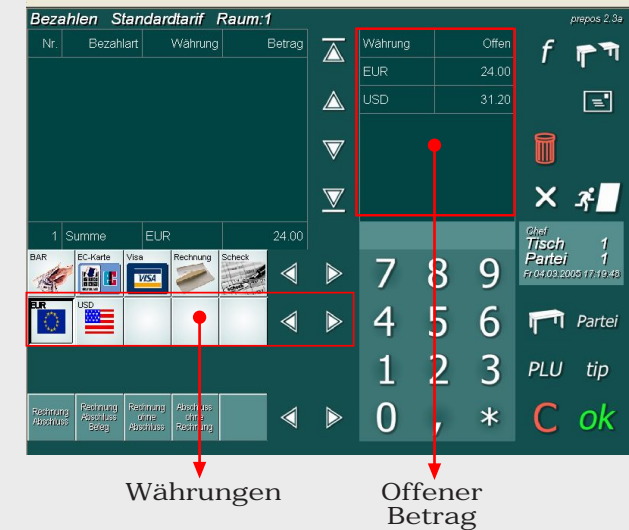 Bezahlen Standardtarif Raum:1
prepos 2.3a
Nr. Bezahlart Währung Betrag
Währung Offen
EUR 24.00
USD 31.20
f
1 Summe EUR 24.00
Chef
Tisch 1
Partei 1
Fr 04.03.2005 17:19:48
BAR EC-Karte Visa Rechnung Scheck
VISA
7 8 9
EUR USD
4 5 6
Partei
1 2 3
PLU tip
Rechnung Abschluss
Rechnung Abschluss Beleg
Rechnung ohne Abschluss
Abschluss ohne Rechnung
0 , *
C ok
Währungen
Offener
Betrag